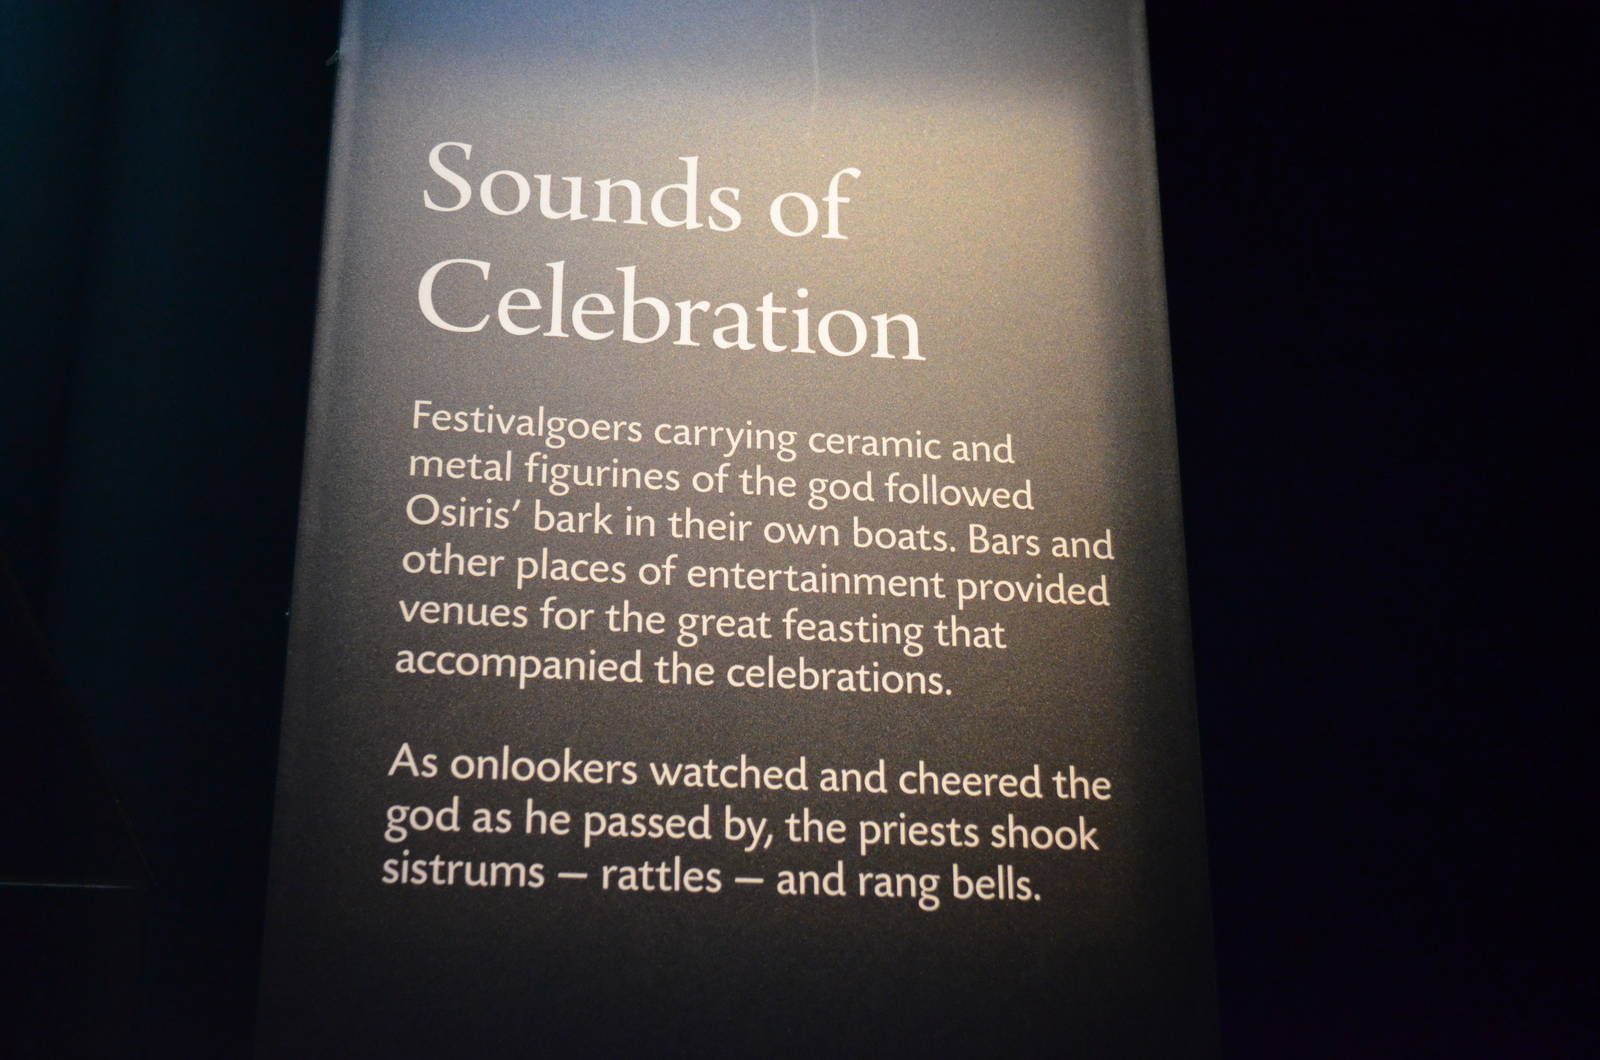 Sounds of
Celebration
Festivalgoers carrying ceramic and
metal figurines of the god followed
Osiris’ bark in their own boats. Bars and
other places of entertainment provided
venues for the great feasting that
accompanied the celebrations.
As onlookers watched and cheered the
god as he passed by, the priests shook
sistrums – rattles – and rang bells.